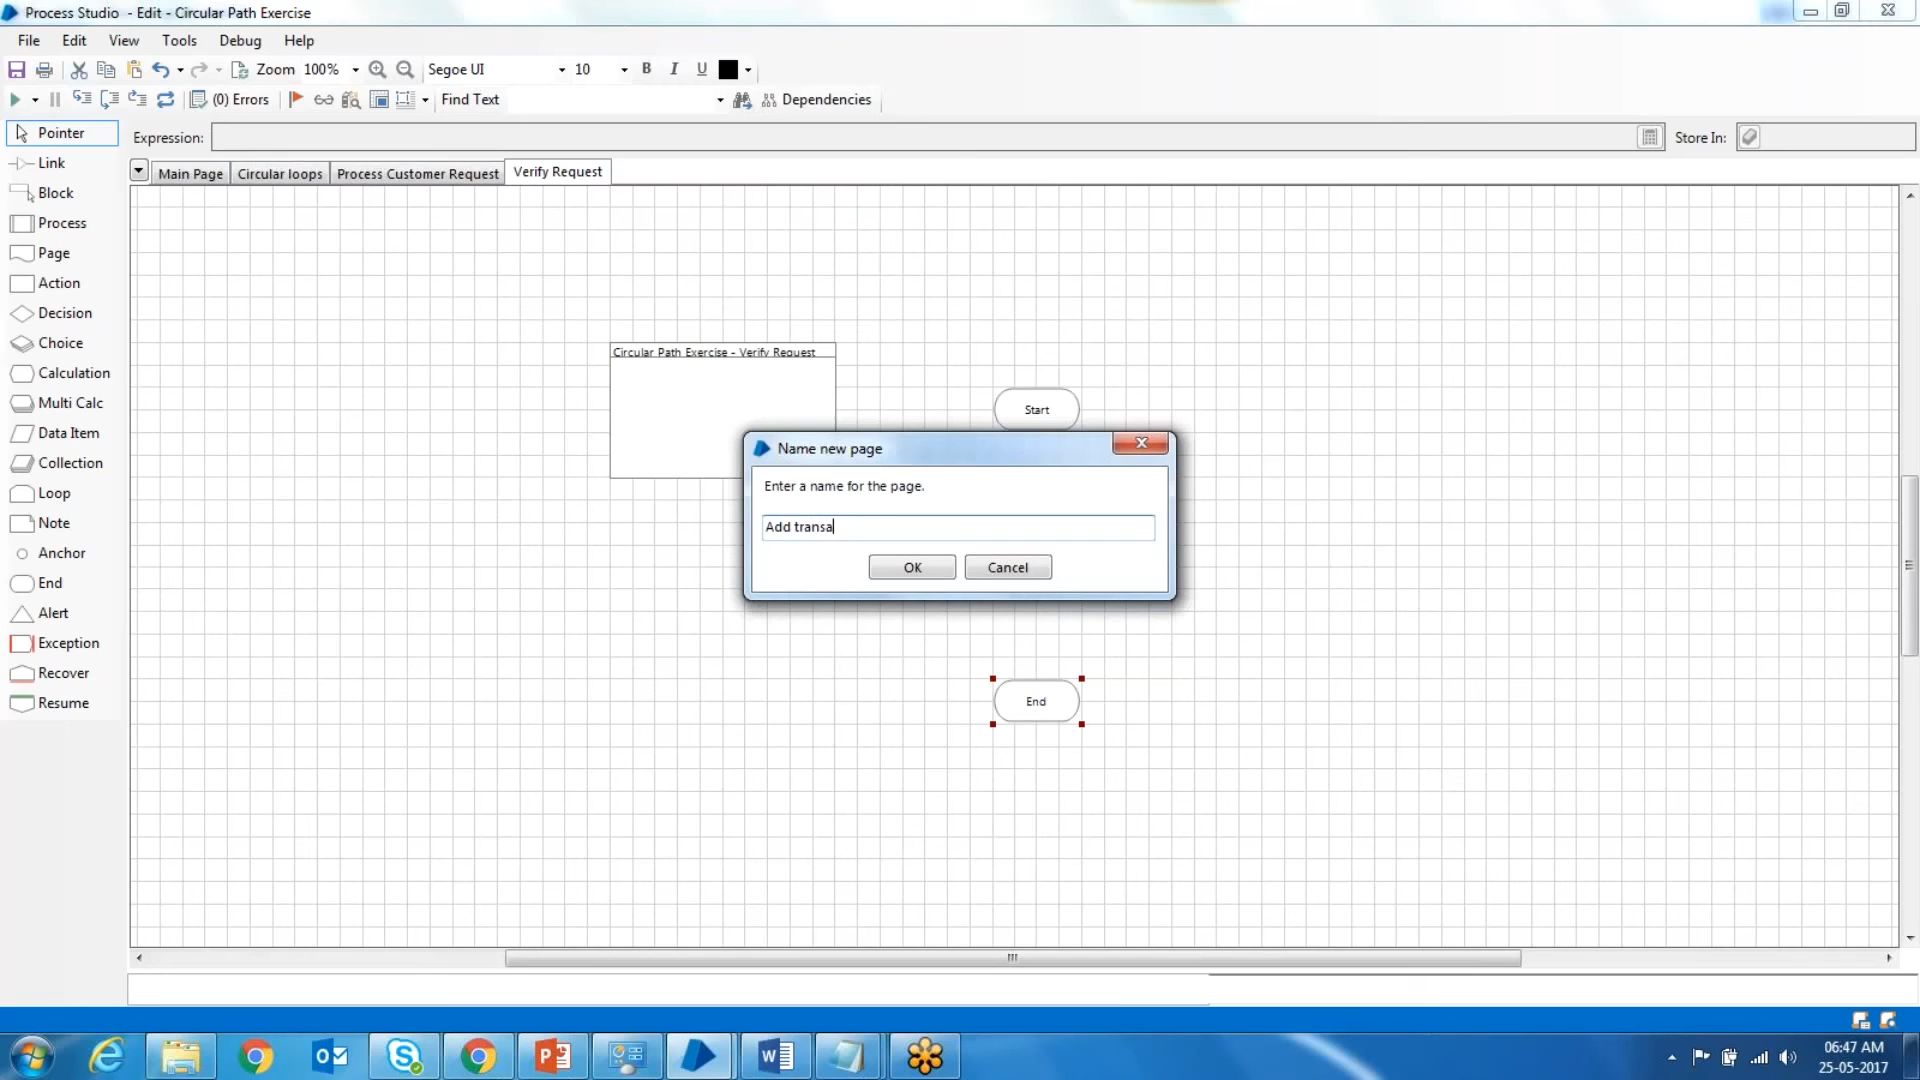 Process Studio - Edit - Circular Path Exercise
File Edit View Tools Debug Help
Zoom 100% Segoe UI 10 B I U
(0) Errors Find Text Dependencies
Pointer
Expression: Store In:
Link
Main Page Circular loops Process Customer Request Verify Request
Block
Process
Page
Action
Decision
Choice
Calculation
Multi Calc
Data Item
Collection
Loop
Note
Anchor
End
Alert
Exception
Recover
Resume
Circular Path Exercise - Verify Request
Start
Name new page
Enter a name for the page.
Add transa
OK Cancel
End
06:47 AM
25-05-2017